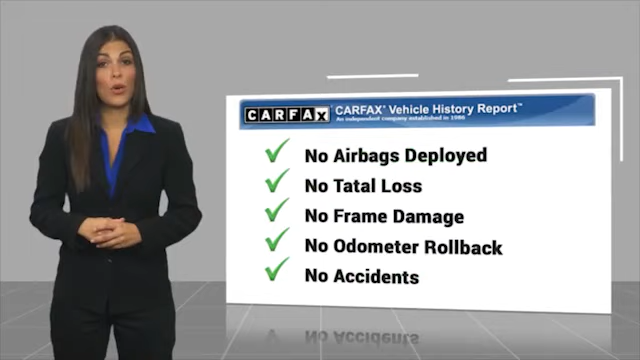 CARFAX CARFAX® Vehicle History Report™
An independent company established in 1986
No Airbags Deployed
No Tatal Loss
No Frame Damage
No Odometer Rollback
No Accidents